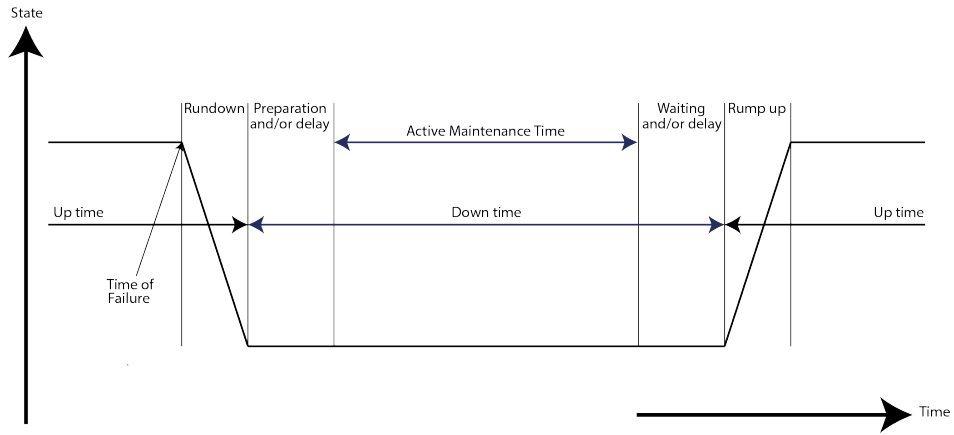 State
Rundown
Preparation
and/or delay
Active Maintenance Time
Waiting
and/or delay
Rump up
Up time
Down time
Up time
Time of
Failure
Time